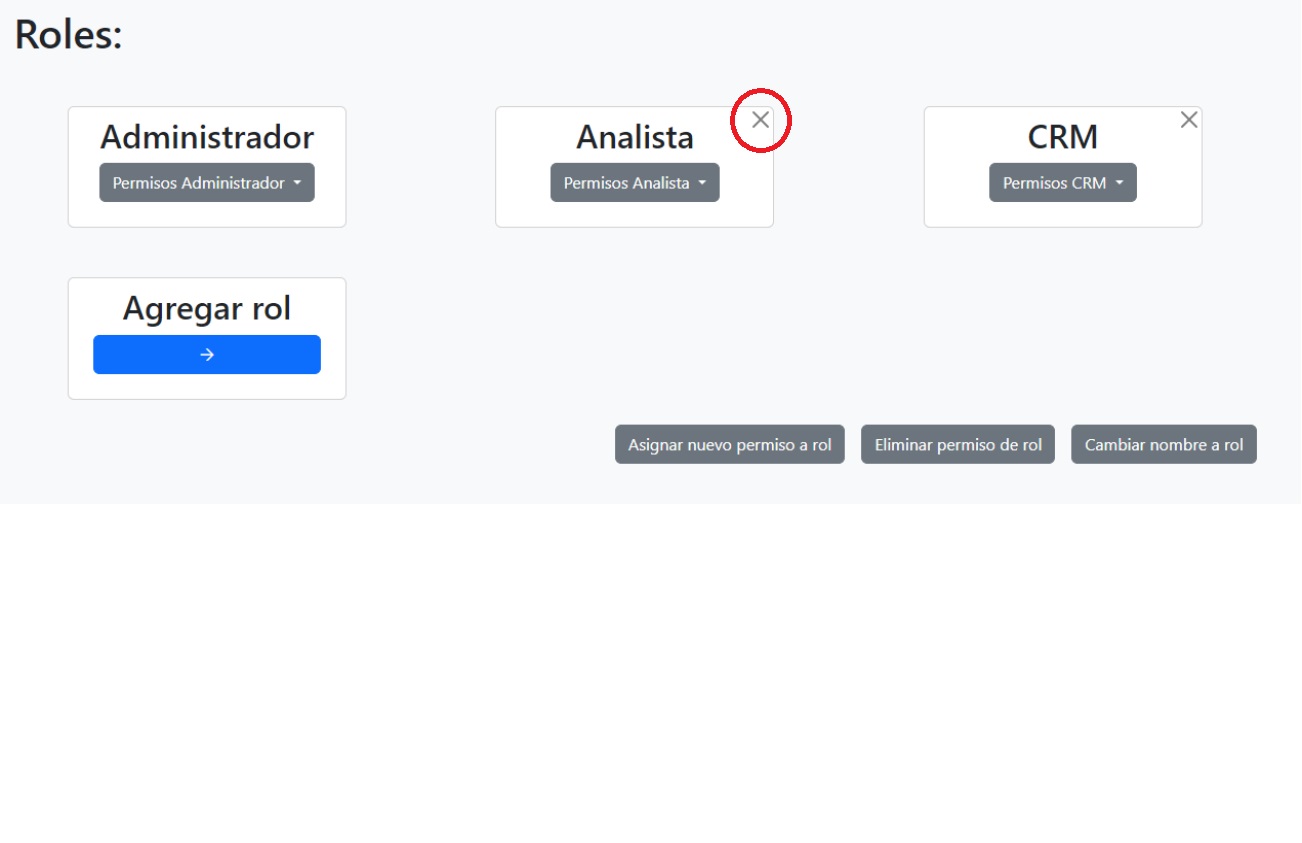 Roles:
Administrador
Permisos Administrador
Analista
Permisos Analista
CRM
Permisos CRM
Agregar rol
Asignar nuevo permiso a rol
Eliminar permiso de rol
Cambiar nombre a rol